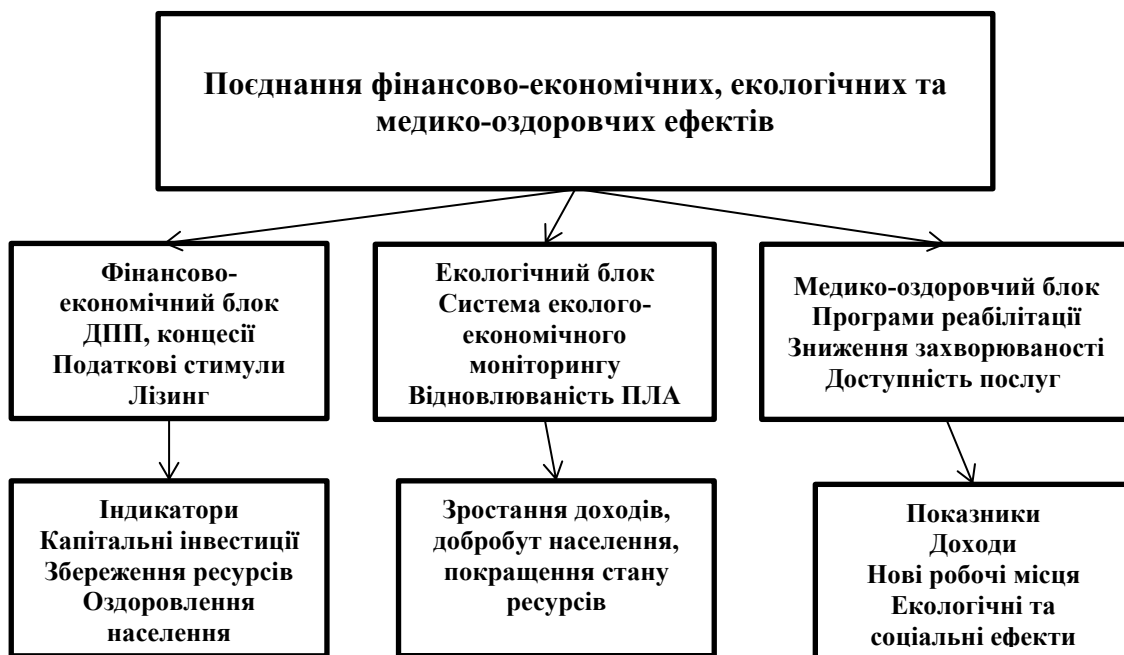 Поєднання фінансово-економічних, екологічних та
медико-оздоровчих ефектів
Фінансово-
економічний блок
ДПП, концесії
Податкові стимули
Лізинг
Екологічний блок
Система еколого-
економічного
моніторингу
Відновлюваність ПЛА
Медико-оздоровчий блок
Програми реабілітації
Зниження захворюваності
Доступність послуг
Індикатори
Капітальні інвестиції
Збереження ресурсів
Оздоровлення
населення
Зростання доходів,
добробут населення,
покращення стану
ресурсів
Показники
Доходи
Нові робочі місця
Екологічні та
соціальні ефекти